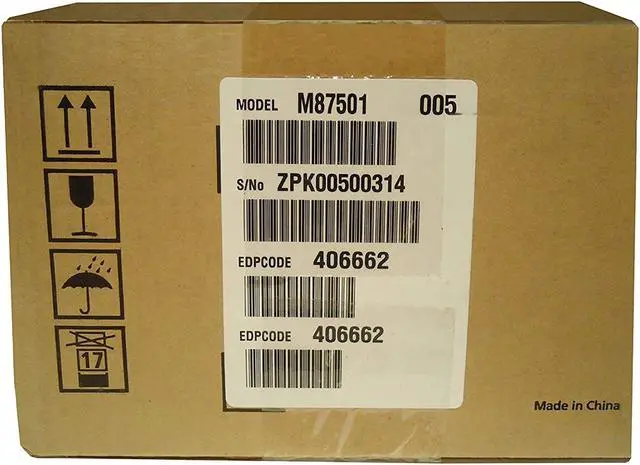 MODEL M87501 005
S/No ZPK00500314
EDPCODE 406662
EDPCODE 406662
17
Made in China